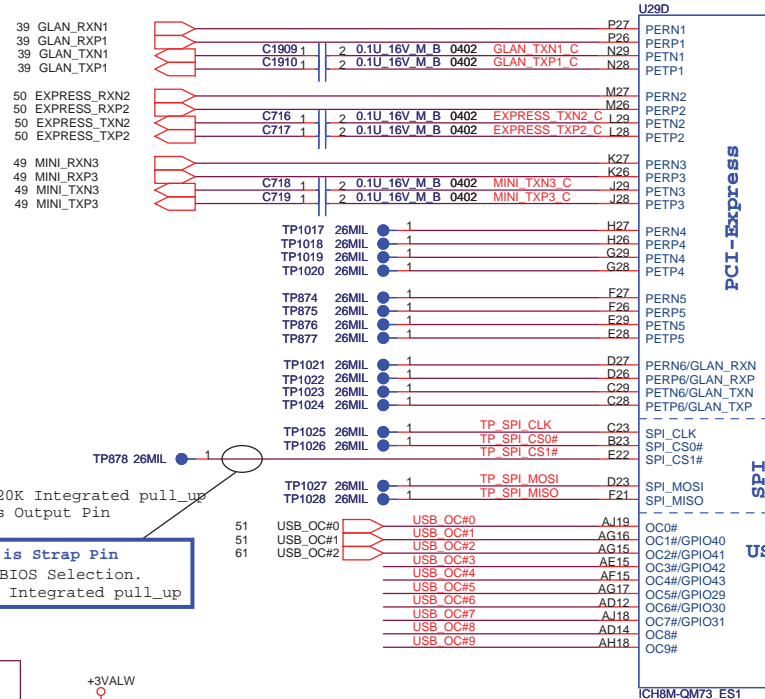 U29D
39 GLAN_RXN1 P27 PERN1
39 GLAN_RXP1 P26 PERP1
39 GLAN_TXN1 C1909 1 2 0.1U_16V_M_B 0402 GLAN_TXN1_C N29 PETN1
39 GLAN_TXP1 C1910 1 2 0.1U_16V_M_B 0402 GLAN_TXP1_C N28 PETP1
50 EXPRESS_RXN2 M27 PERN2
50 EXPRESS_RXP2 M26 PERP2
50 EXPRESS_TXN2 C716 1 2 0.1U_16V_M_B 0402 EXPRESS_TXN2_C L29 PETN2
50 EXPRESS_TXP2 C717 1 2 0.1U_16V_M_B 0402 EXPRESS_TXP2_C L28 PETP2
49 MINI_RXN3 K27 PERN3
49 MINI_RXP3 K26 PERP3
49 MINI_TXN3 C718 1 2 0.1U_16V_M_B 0402 MINI_TXN3_C J29 PETN3
49 MINI_TXP3 C719 1 2 0.1U_16V_M_B 0402 MINI_TXP3_C J28 PETP3
PCI-Express
TP1017 26MIL 1 H27 PERN4
TP1018 26MIL 1 H26 PERP4
TP1019 26MIL 1 G29 PETN4
TP1020 26MIL 1 G28 PETP4
TP874 26MIL 1 F27 PERN5
TP875 26MIL 1 F26 PERP5
TP876 26MIL 1 E29 PETN5
TP877 26MIL 1 E28 PETP5
TP1021 26MIL 1 D27 PERN6/GLAN_RXN
TP1022 26MIL 1 D26 PERP6/GLAN_RXP
TP1023 26MIL 1 C29 PETN6/GLAN_TXN
TP1024 26MIL 1 C28 PETP6/GLAN_TXP
TP1025 26MIL 1 TP_SPI_CLK C23 SPI_CLK
TP1026 26MIL 1 TP_SPI_CS0# B23 SPI_CS0#
TP878 26MIL 1 TP_SPI_CS1# E22 SPI_CS1#
SPI
TP1027 26MIL 1 TP_SPI_MOSI D23 SPI_MOSI
TP1028 26MIL 1 TP_SPI_MISO F21 SPI_MISO
20K Integrated pull_up
s Output Pin
51 USB_OC#0 USB_OC#0 AJ19 OC0#
51 USB_OC#1 USB_OC#1 AG16 OC1#/GPIO40
61 USB_OC#2 USB_OC#2 AG15 OC2#/GPIO41
USB_OC#3 AE15 OC3#/GPIO42
USB_OC#4 AF15 OC4#/GPIO43
USB_OC#5 AG17 OC5#/GPIO29
USB_OC#6 AD12 OC6#/GPIO30
USB_OC#7 AJ18 OC7#/GPIO31
USB_OC#8 AD14 OC8#
USB_OC#9 AH18 OC9#
US
is Strap Pin
BIOS Selection.
Integrated pull_up
+3VALW
ICH8M-QM73_ES1